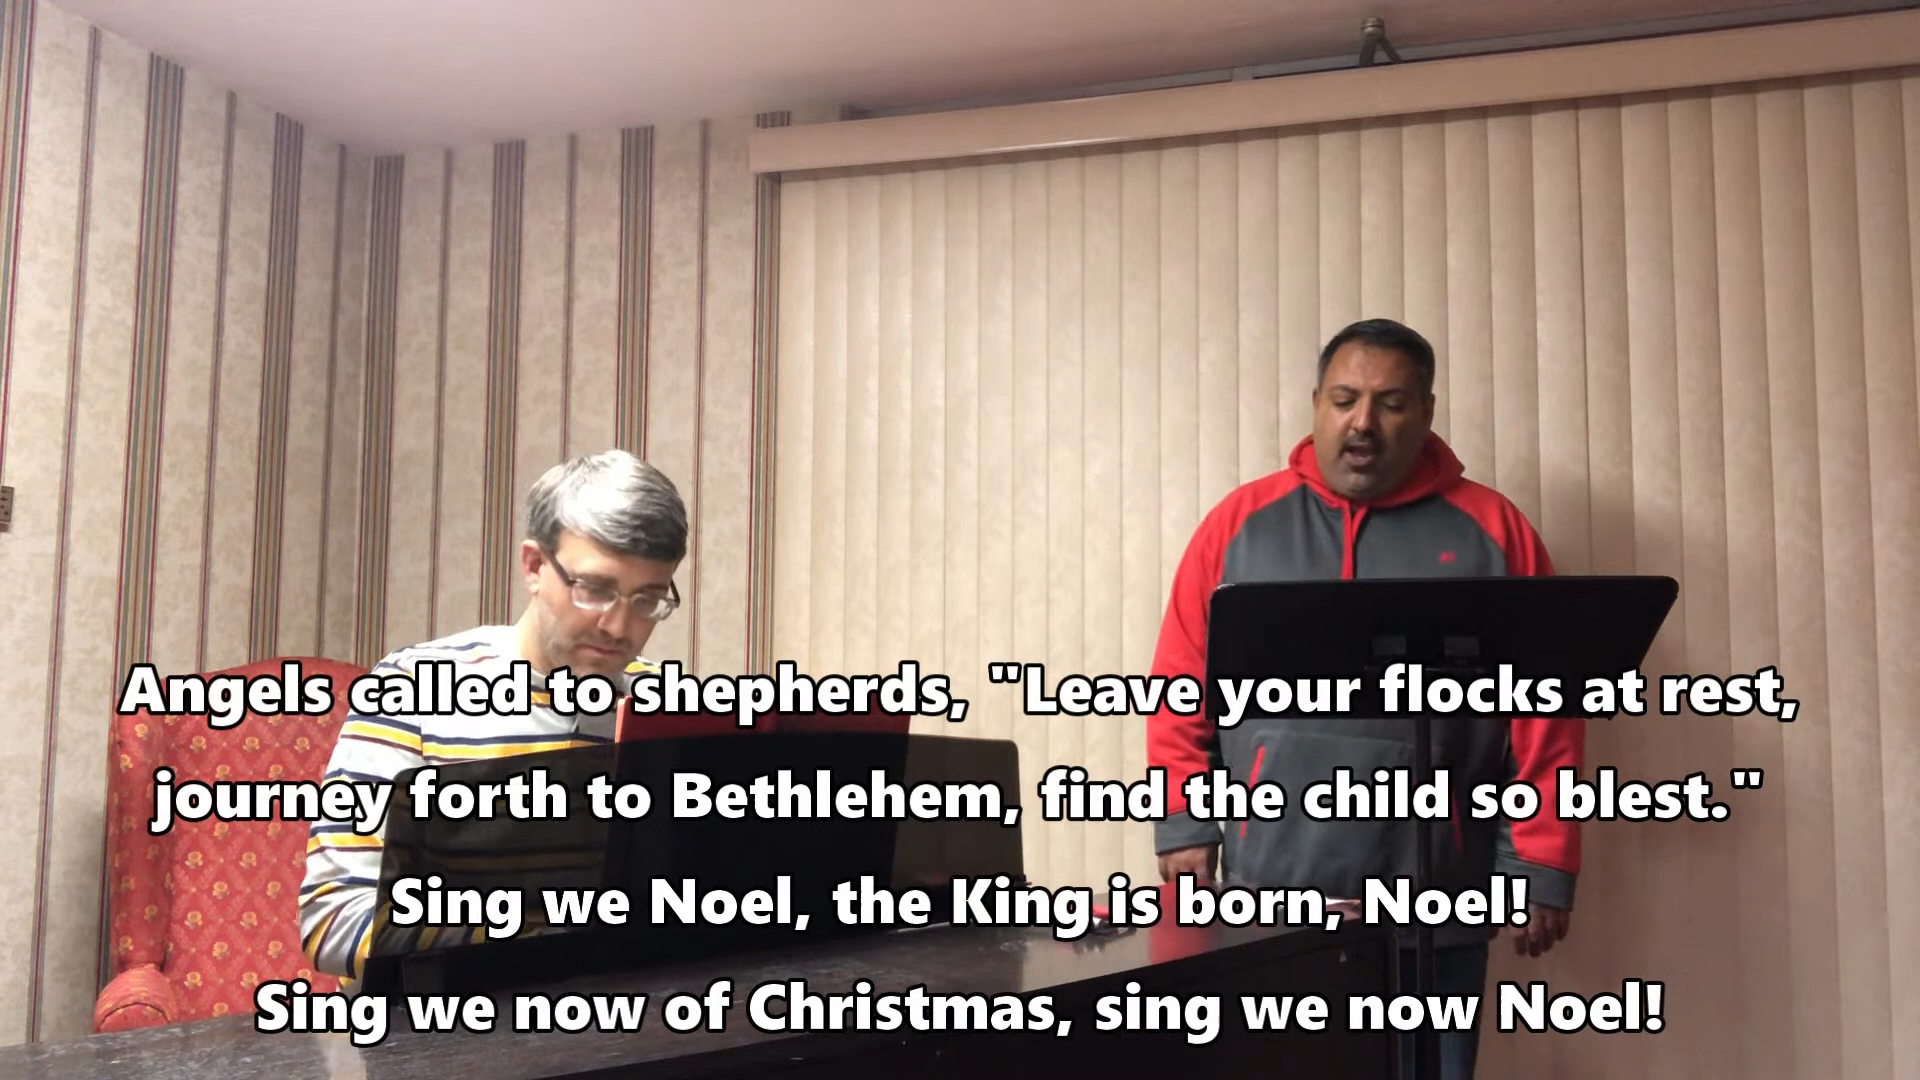 Angels called to shepherds, "Leave your flocks at rest,
journey forth to Bethlehem, find the child so blest."
Sing we Noel, the King is born, Noel!
Sing we now of Christmas, sing we now Noel!